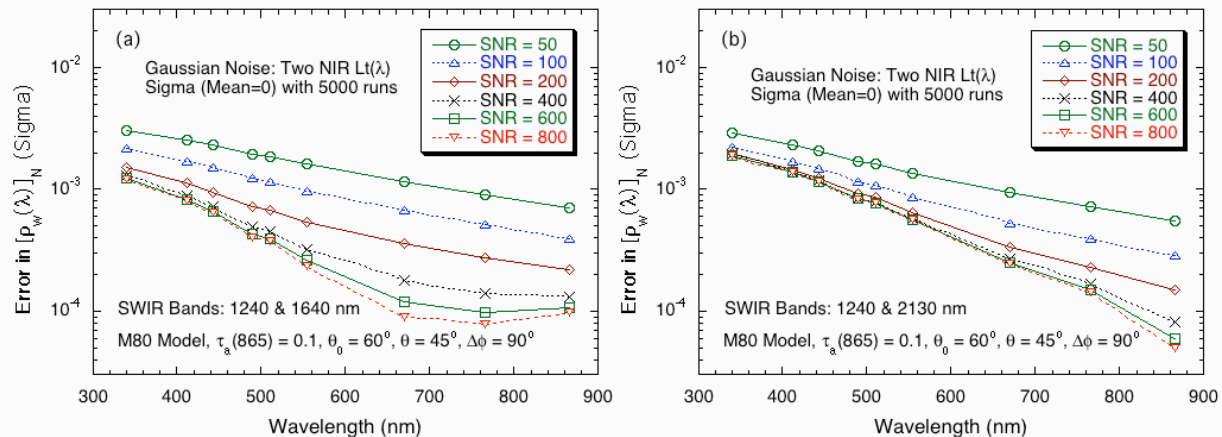 (a)
Gaussian Noise: Two NIR Lt(λ)
Sigma (Mean=0) with 5000 runs
SNR = 50
SNR = 100
SNR = 200
SNR = 400
SNR = 600
SNR = 800
10⁻²
10⁻³
10⁻⁴
Error in [ρw(λ)]N (Sigma)
SWIR Bands: 1240 & 1640 nm
M80 Model, τa(865) = 0.1, θ0 = 60°, θ = 45°, Δϕ = 90°
300 400 500 600 700 800 900
Wavelength (nm)
(b)
Gaussian Noise: Two NIR Lt(λ)
Sigma (Mean=0) with 5000 runs
SNR = 50
SNR = 100
SNR = 200
SNR = 400
SNR = 600
SNR = 800
10⁻²
10⁻³
10⁻⁴
Error in [ρw(λ)]N (Sigma)
SWIR Bands: 1240 & 2130 nm
M80 Model, τa(865) = 0.1, θ0 = 60°, θ = 45°, Δϕ = 90°
300 400 500 600 700 800 900
Wavelength (nm)